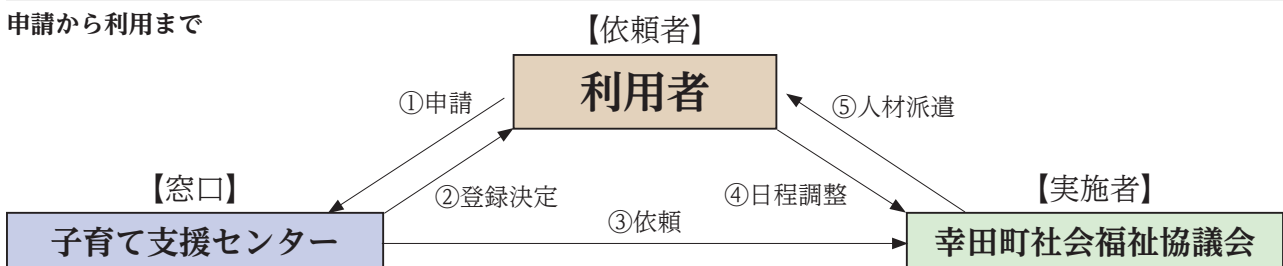 申請から利用まで
【依頼者】
利用者
①申請
⑤人材派遣
【窓口】
②登録決定
④日程調整
【実施者】
③依頼
子育て支援センター
幸田町社会福祉協議会